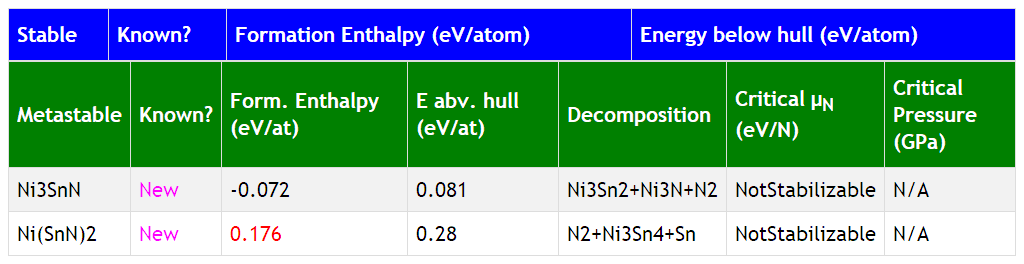 Stable Known? Formation Enthalpy (eV/atom) Energy below hull (eV/atom)
Metastable Known? Form. Enthalpy (eV/at) E abv. hull (eV/at) Decomposition Critical μN (eV/N) Critical Pressure (GPa)
Ni3SnN New -0.072 0.081 Ni3Sn2+Ni3N+N2 NotStabilizable N/A
Ni(SnN)2 New 0.176 0.28 N2+Ni3Sn4+Sn NotStabilizable N/A